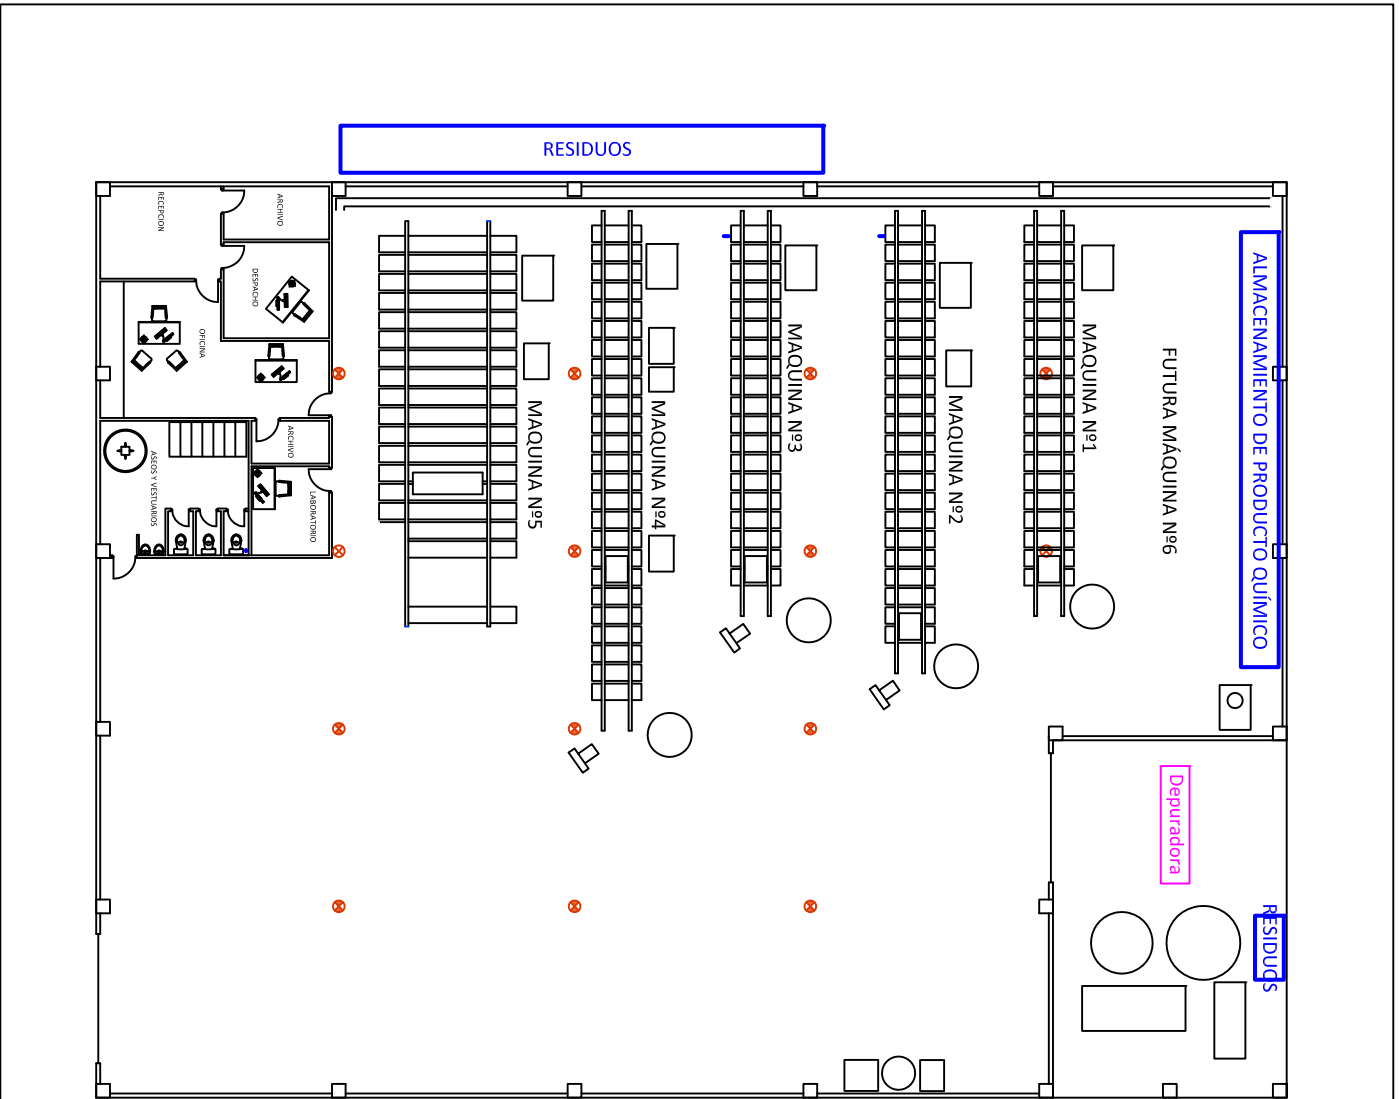 RESIDUOS
RECEPCION
ARCHIVO
DESPACHO
OFICINA
ARCHIVO
ASEOS Y VESTUARIOS
LABORATORIO
MAQUINA Nº5
MAQUINA Nº4
MAQUINA Nº3
MAQUINA Nº2
MAQUINA Nº1
FUTURA MÁQUINA Nº6
ALMACENAMIENTO DE PRODUCTO QUÍMICO
Depuradora
RESIDUOS